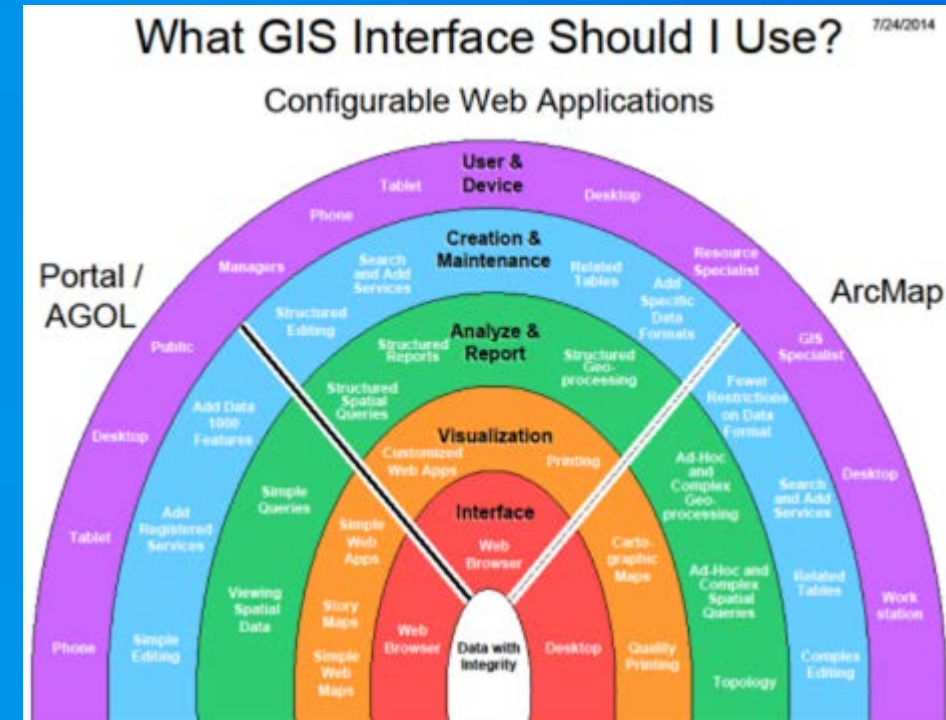 What GIS Interface Should I Use?
7/24/2014
Configurable Web Applications
Portal /
AGOL
ArcMap
User &
Device
Phone
Tablet
Desktop
Public
Managers
Phone
Tablet
Desktop
Resource
Specialist
GIS
Specialist
Desktop
Work
station
Creation &
Maintenance
Simple
Editing
Add
Registered
Services
Add Data
1000
Features
Structured
Editing
Search
and Add
Services
Related
Tables
Add
Specific
Data
Formats
Fewer
Restrictions
on Data
Format
Search
and Add
Services
Related
Tables
Complex
Editing
Analyze &
Report
Viewing
Spatial
Data
Simple
Queries
Structured
Spatial
Queries
Structured
Reports
Structured
Geo-
processing
Ad-Hoc
and
Complex
Geo-
processing
Ad-Hoc and
Complex
Spatial
Queries
Topology
Visualization
Simple
Web
Maps
Story
Maps
Simple
Web
Apps
Customized
Web Apps
Printing
Carto-
graphic
Maps
Quality
Printing
Interface
Web
Browser
Web
Browser
Desktop
Data with
Integrity